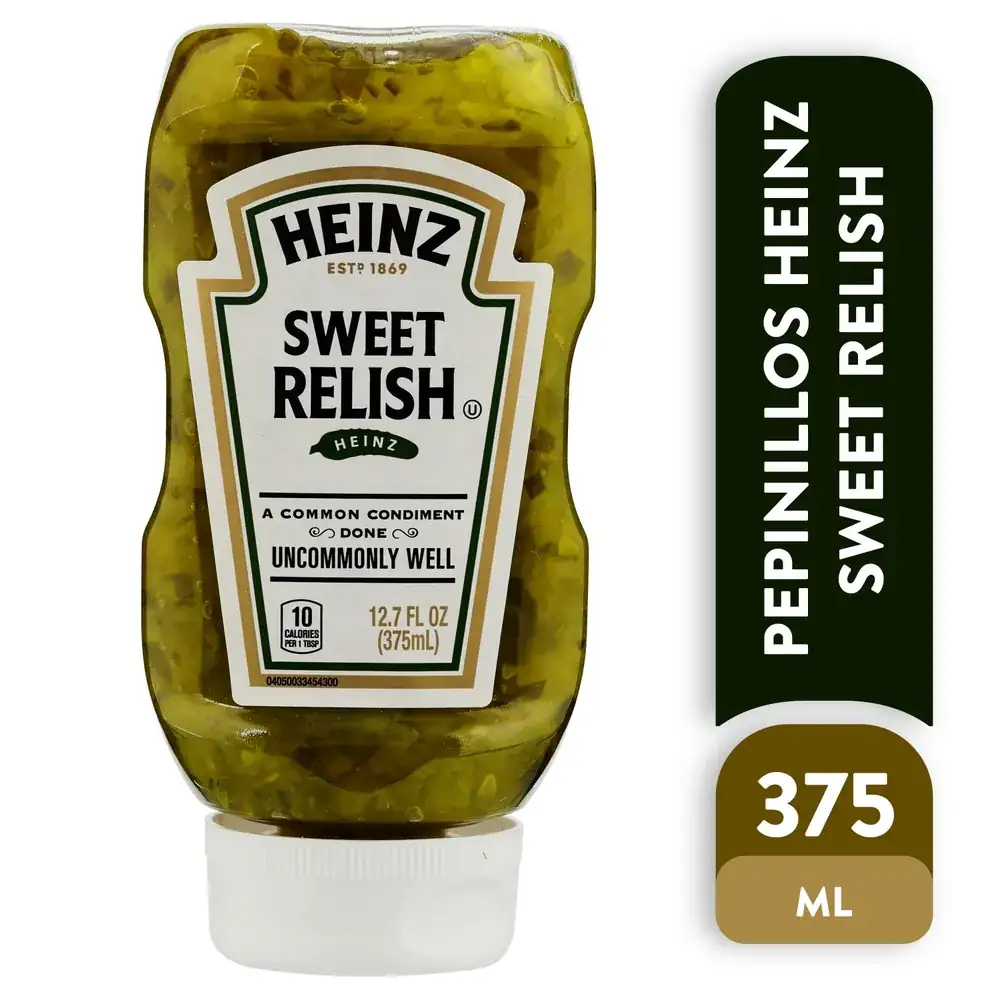 HEINZ
ESTD 1869
SWEET
RELISH U
HEINZ
A COMMON CONDIMENT
DONE
UNCOMMONLY WELL
10
CALORIES
PER 1 TBSP
12.7 FL OZ
(375mL)
04050033454300
PEPINILLOS HEINZ
SWEET RELISH
375
ML